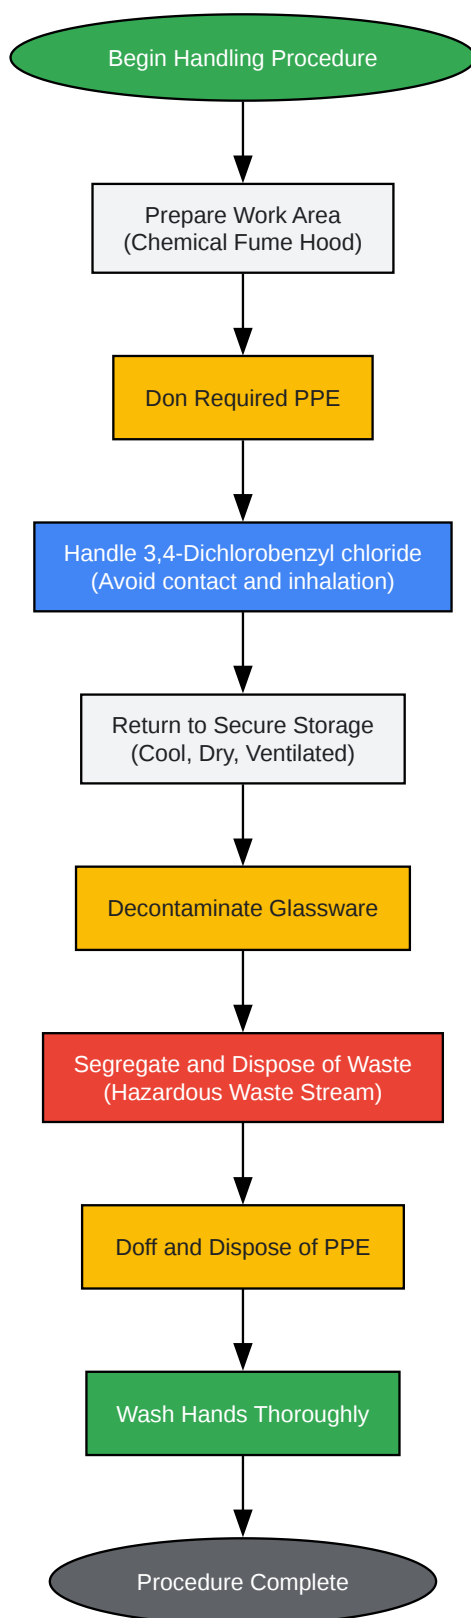 Begin Handling Procedure
Prepare Work Area
(Chemical Fume Hood)
Don Required PPE
Handle 3,4-Dichlorobenzyl chloride
(Avoid contact and inhalation)
Return to Secure Storage
(Cool, Dry, Ventilated)
Decontaminate Glassware
Segregate and Dispose of Waste
(Hazardous Waste Stream)
Doff and Dispose of PPE
Wash Hands Thoroughly
Procedure Complete